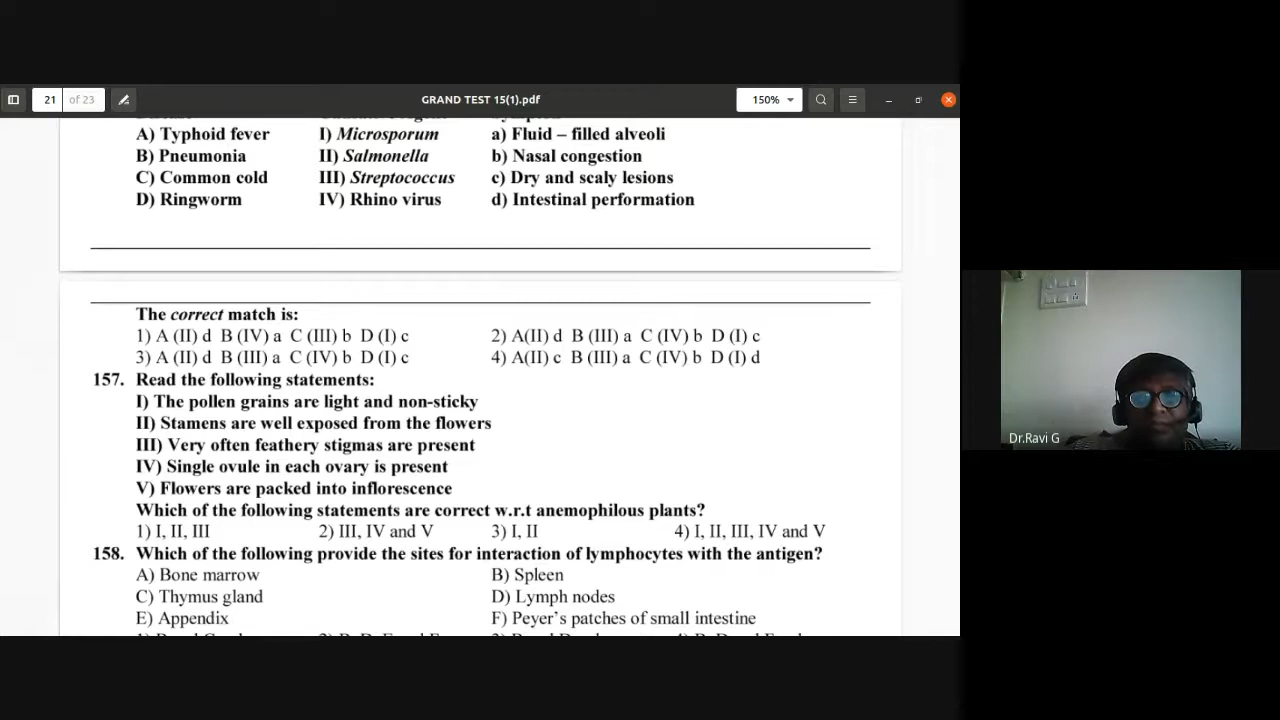 21 of 23
GRAND TEST 15(1).pdf
150%
A) Typhoid fever I) Microsporum a) Fluid – filled alveoli
B) Pneumonia II) Salmonella b) Nasal congestion
C) Common cold III) Streptococcus c) Dry and scaly lesions
D) Ringworm IV) Rhino virus d) Intestinal performation
The correct match is:
1) A (II) d B (IV) a C (III) b D (I) c 2) A(II) d B (III) a C (IV) b D (I) c
3) A (II) d B (III) a C (IV) b D (I) c 4) A(II) c B (III) a C (IV) b D (I) d
157. Read the following statements:
I) The pollen grains are light and non-sticky
II) Stamens are well exposed from the flowers
III) Very often feathery stigmas are present
IV) Single ovule in each ovary is present
V) Flowers are packed into inflorescence
Which of the following statements are correct w.r.t anemophilous plants?
1) I, II, III 2) III, IV and V 3) I, II 4) I, II, III, IV and V
158. Which of the following provide the sites for interaction of lymphocytes with the antigen?
A) Bone marrow B) Spleen
C) Thymus gland D) Lymph nodes
E) Appendix F) Peyer's patches of small intestine
Dr.Ravi G